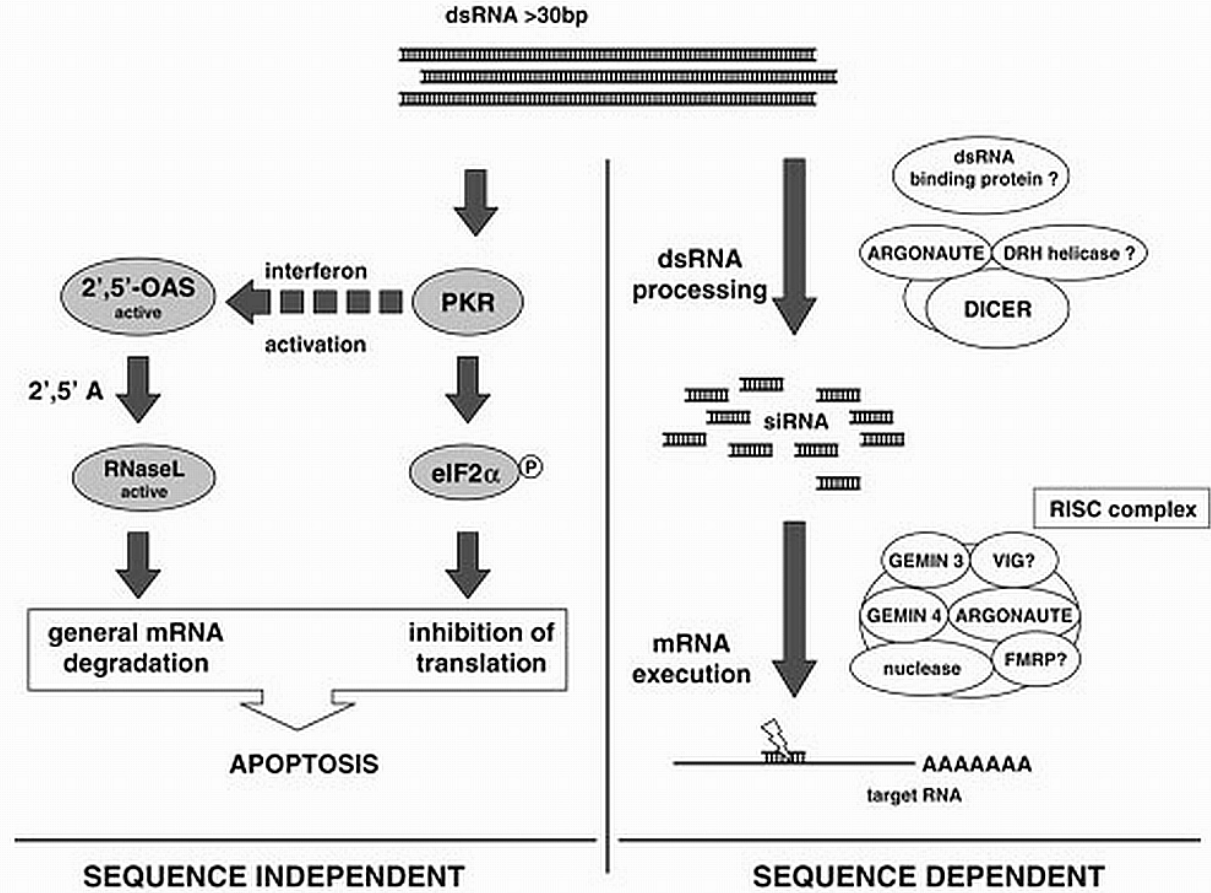 dsRNA >30bp
interferon
activation
2',5'-OAS
active
PKR
2',5' A
RNaseL
active
eIF2α
P
general mRNA
degradation
inhibition of
translation
APOPTOSIS
SEQUENCE INDEPENDENT
dsRNA
processing
dsRNA
binding protein ?
ARGONAUTE
DRH helicase ?
DICER
siRNA
RISC complex
mRNA
execution
GEMIN 3
VIG?
GEMIN 4
ARGONAUTE
nuclease
FMRP?
AAAAAAA
target RNA
SEQUENCE DEPENDENT